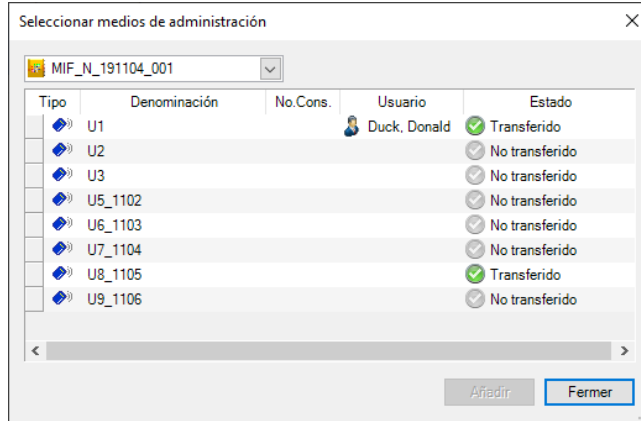 Seleccionar medios de administración
MIF_N_191104_001
Tipo Denominación No.Cons. Usuario Estado
U1 Duck, Donald Transferido
U2 No transferido
U3 No transferido
U5_1102 No transferido
U6_1103 No transferido
U7_1104 No transferido
U8_1105 Transferido
U9_1106 No transferido
Añadir Fermer